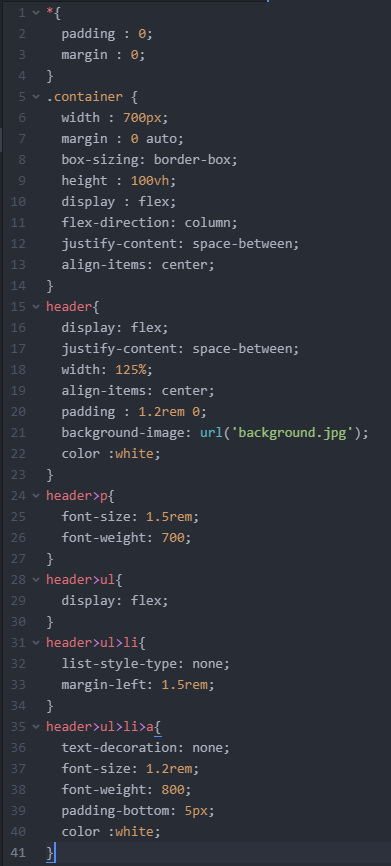 1 *{
2 padding : 0;
3 margin : 0;
4 }
5 .container {
6 width : 700px;
7 margin : 0 auto;
8 box-sizing: border-box;
9 height : 100vh;
10 display : flex;
11 flex-direction: column;
12 justify-content: space-between;
13 align-items: center;
14 }
15 header{
16 display: flex;
17 justify-content: space-between;
18 width: 125%;
19 align-items: center;
20 padding : 1.2rem 0;
21 background-image: url('background.jpg');
22 color :white;
23 }
24 header>p{
25 font-size: 1.5rem;
26 font-weight: 700;
27 }
28 header>ul{
29 display: flex;
30 }
31 header>ul>li{
32 list-style-type: none;
33 margin-left: 1.5rem;
34 }
35 header>ul>li>a{
36 text-decoration: none;
37 font-size: 1.2rem;
38 font-weight: 800;
39 padding-bottom: 5px;
40 color :white;
41 }